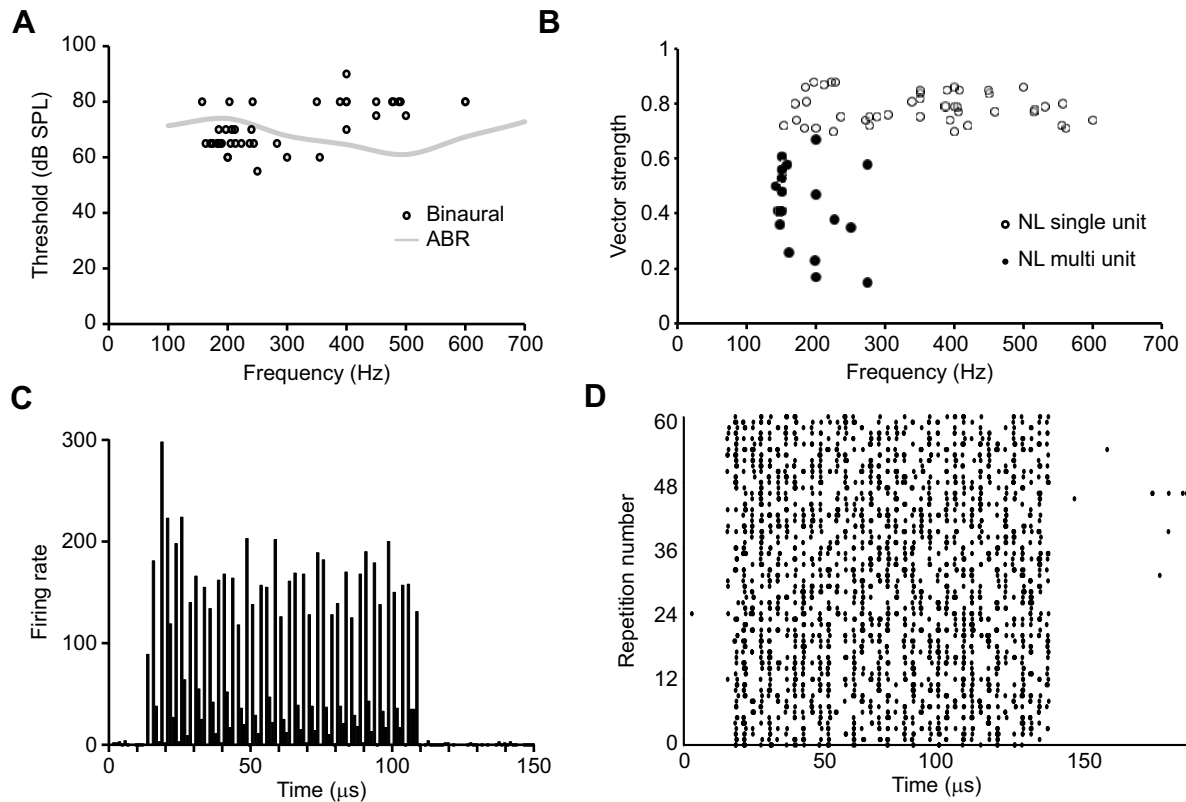 A
100
80
60
40
20
0
Threshold (dB SPL)
Binaural
ABR
0 100 200 300 400 500 600 700
Frequency (Hz)
B
1
0.8
0.6
0.4
0.2
0
Vector strength
NL single unit
NL multi unit
0 100 200 300 400 500 600 700
Frequency (Hz)
C
300
200
100
0
Firing rate
0 50 100 150
Time (μs)
D
60
48
36
24
12
0
Repetition number
0 50 100 150
Time (μs)